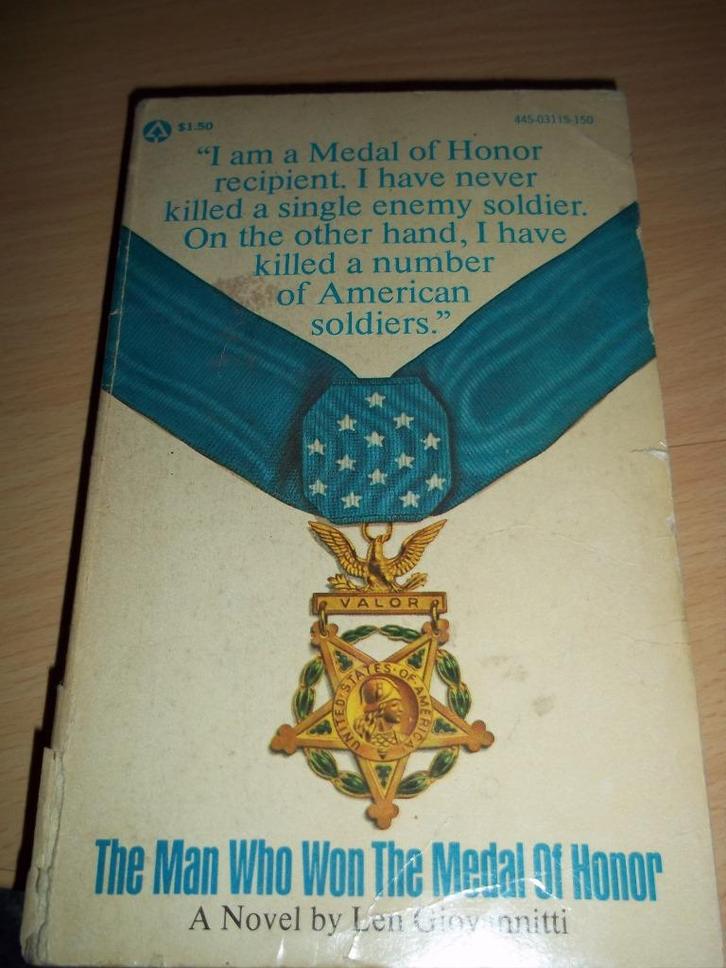 $1.50
445-03115-150
“I am a Medal of Honor
recipient. I have never
killed a single enemy soldier.
On the other hand, I have
killed a number
of American
soldiers.”
VALOR
UNITED·STATES·OF·AMERICA
The Man Who Won The Medal Of Honor
A Novel by Len Giovannitti